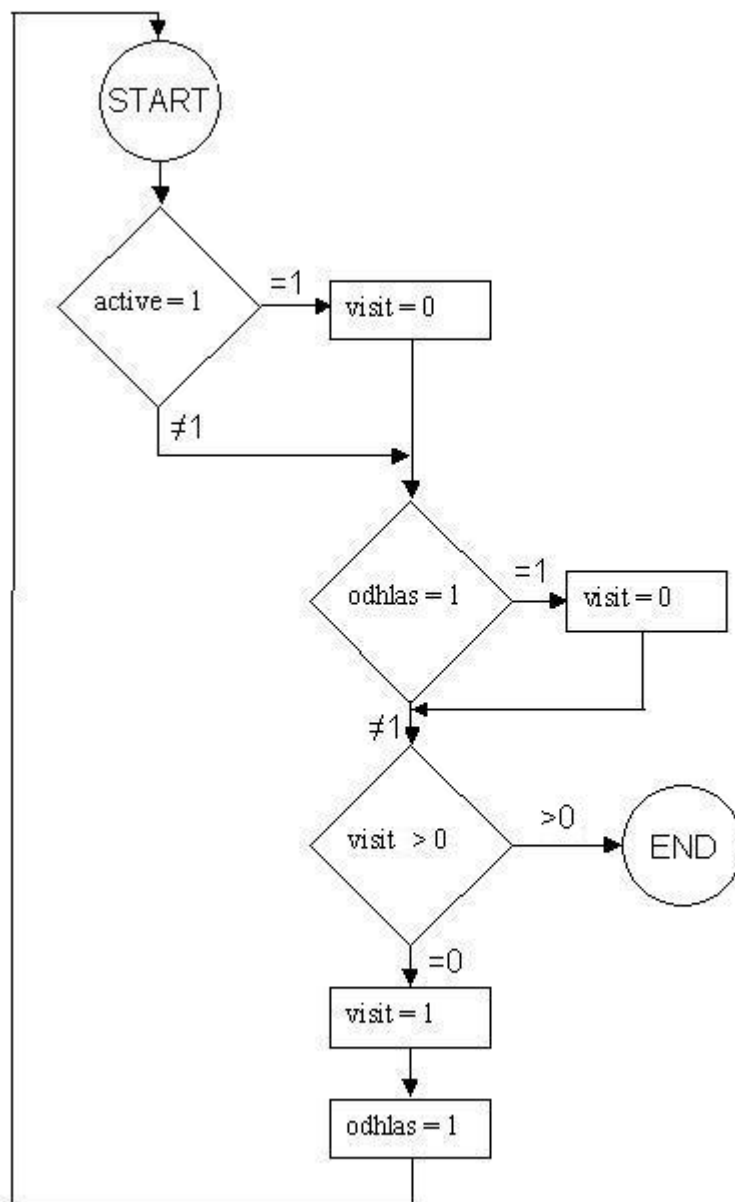 START
active = 1
=1
visit = 0
≠1
odhlas = 1
=1
visit = 0
≠1
visit > 0
>0
END
=0
visit = 1
odhlas = 1